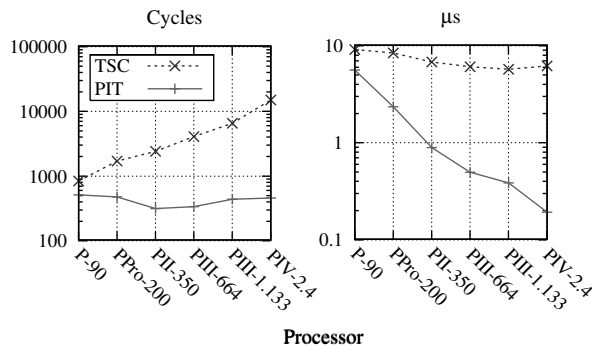 Cycles
μs
100000
10000
1000
100
TSC
PIT
10
1
0.1
P-90
PPro-200
PII-350
PIII-664
PIII-1.133
PIV-2.4
P-90
PPro-200
PII-350
PIII-664
PIII-1.133
PIV-2.4
Processor